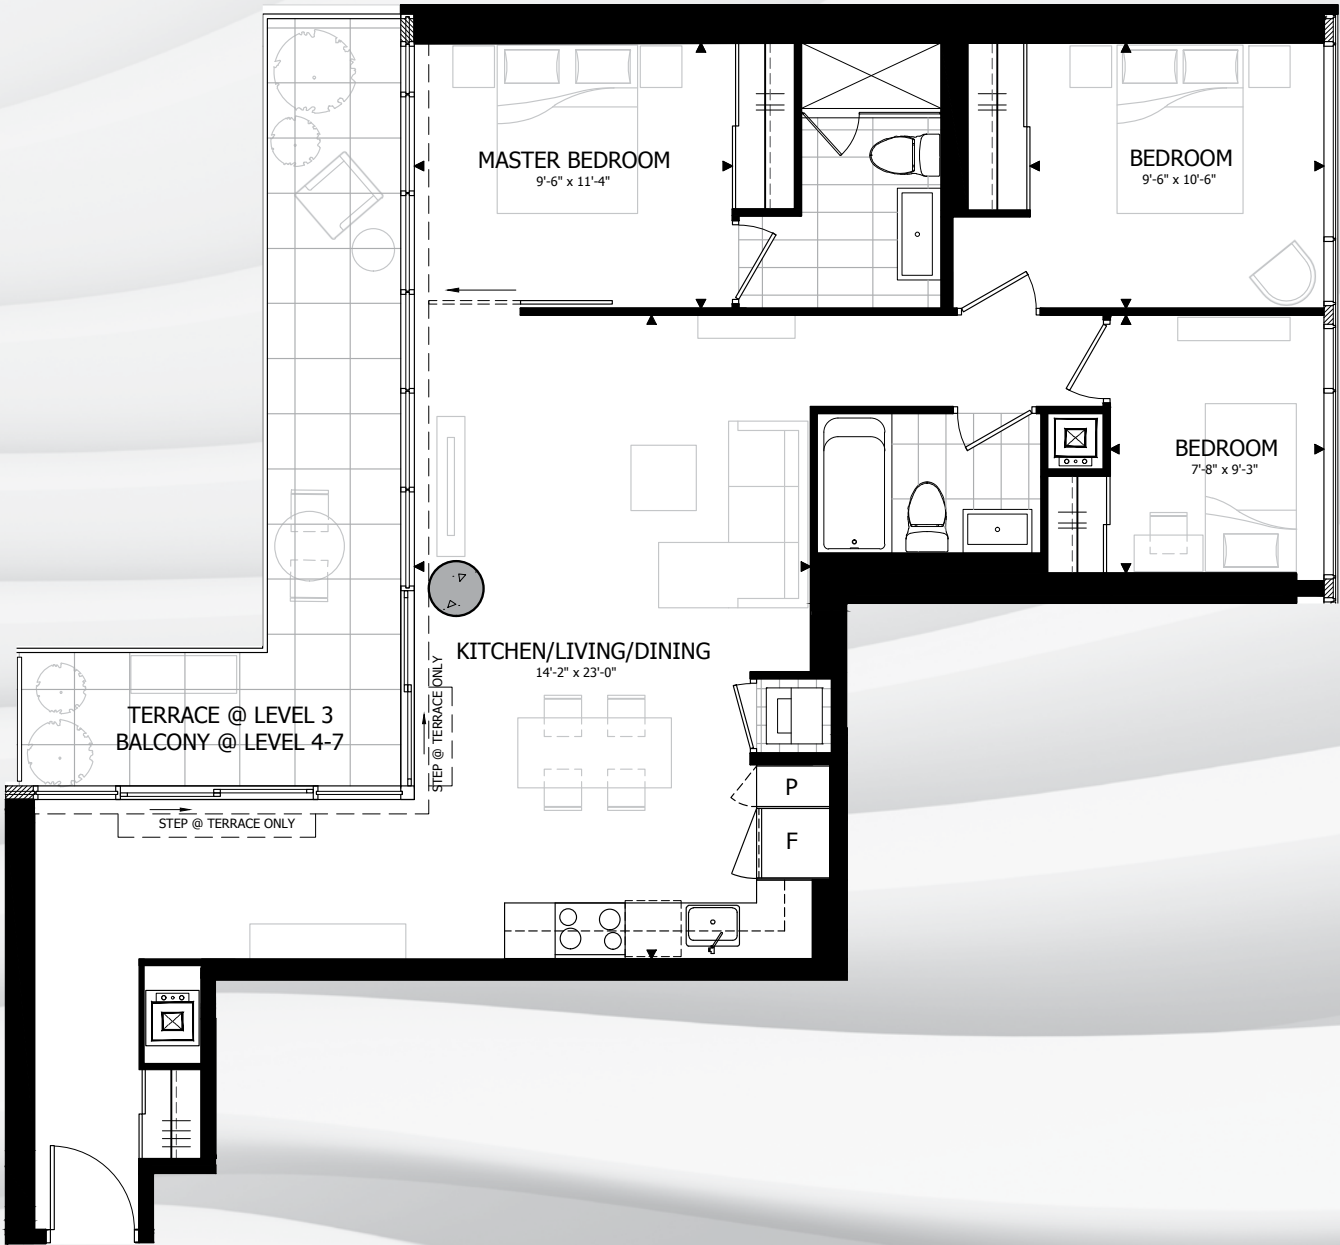 MASTER BEDROOM
9'-6" x 11'-4"
BEDROOM
9'-6" x 10'-6"
BEDROOM
7'-8" x 9'-3"
KITCHEN/LIVING/DINING
14'-2" x 23'-0"
STEP @ TERRACE ONLY
TERRACE @ LEVEL 3
BALCONY @ LEVEL 4-7
STEP @ TERRACE ONLY
P
F